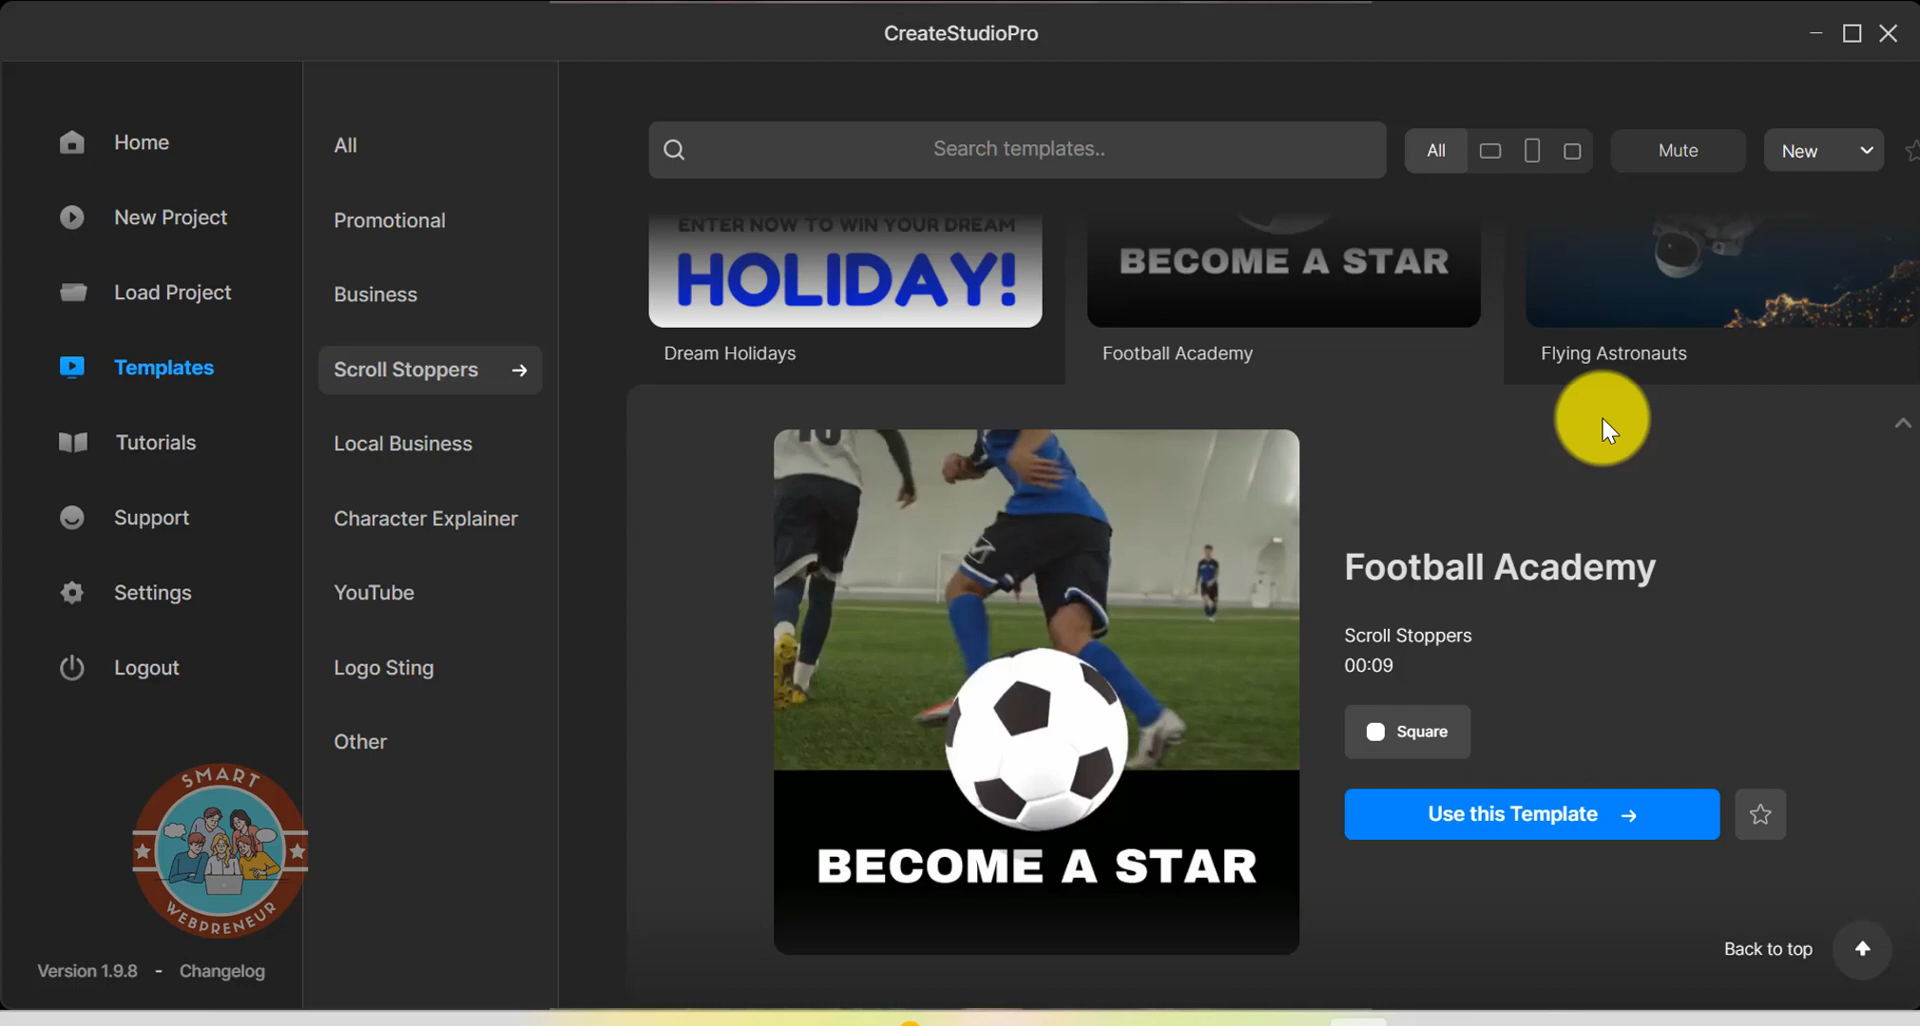 CreateStudioPro
Home
New Project
Load Project
Templates
Tutorials
Support
Settings
Logout
SMART
WEBPRENEUR
Version 1.9.8 - Changelog
All
Promotional
Business
Scroll Stoppers
Local Business
Character Explainer
YouTube
Logo Sting
Other
Search templates..
All
Mute
New
ENTER NOW TO WIN YOUR DREAM
HOLIDAY!
Dream Holidays
BECOME A STAR
Football Academy
Flying Astronauts
BECOME A STAR
Football Academy
Scroll Stoppers
00:09
Square
Use this Template
Back to top